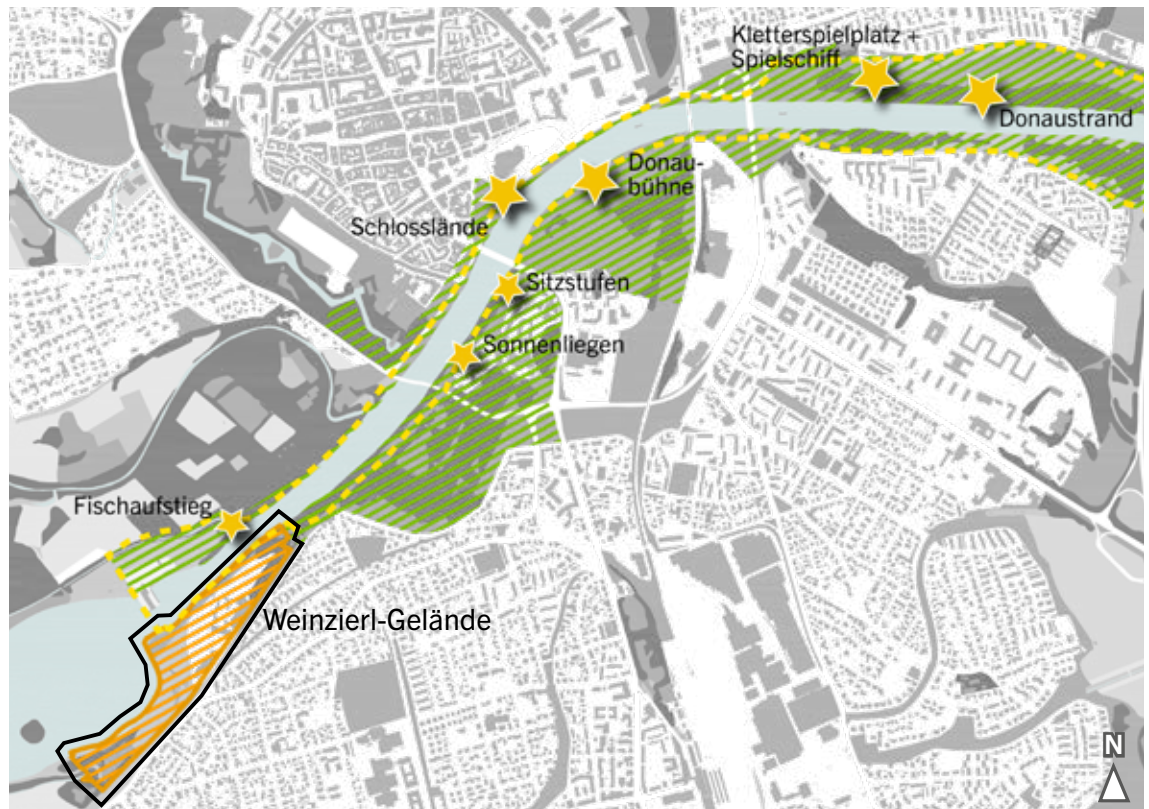 Kletterspielplatz +
Spielschiff
Donaustrand
Donau-
bühne
Schlosslände
Sitzstufen
Sonnenliegen
Fischaufstieg
Weinzierl-Gelände
N